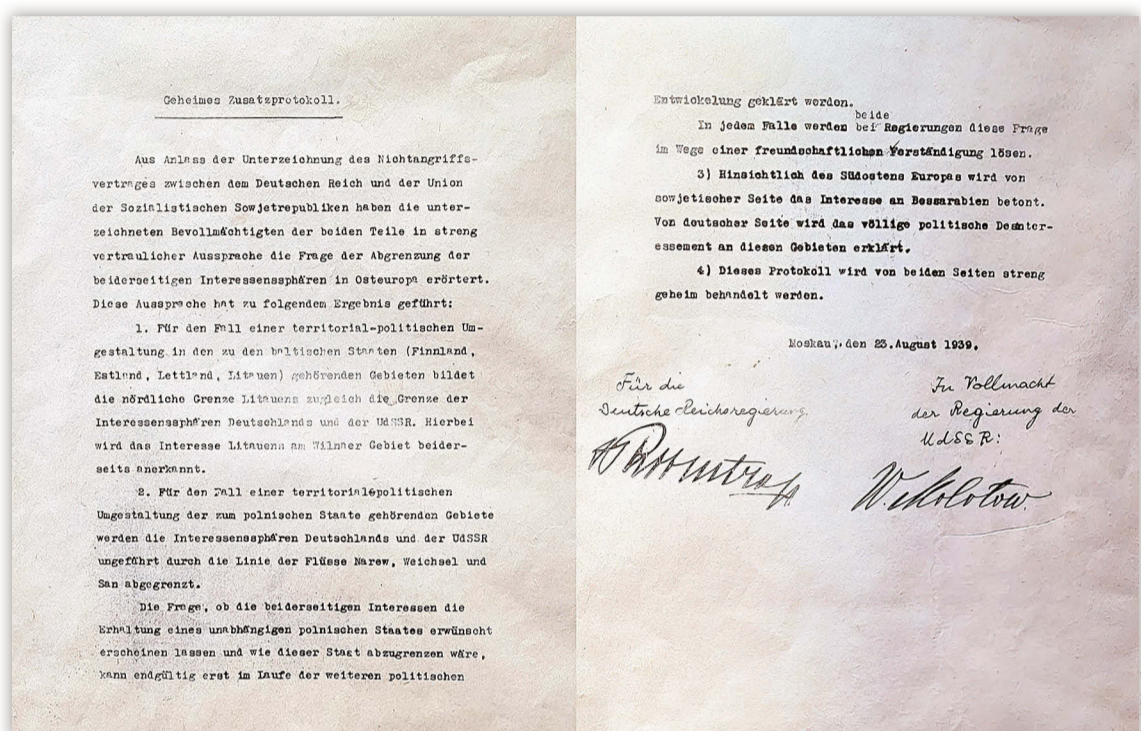 Geheimes Zusatzprotokoll.
Aus Anlass der Unterzeichnung des Nichtangriffs-
vertrages zwischen dem Deutschen Reich und der Union
der Sozialistischen Sowjetrepubliken haben die unter-
zeichneten Bevollmächtigten der beiden Teile in streng
vertraulicher Aussprache die Frage der Abgrenzung der
beiderseitigen Interessensphären in Osteuropa erörtert.
Diese Aussprache hat zu folgendem Ergebnis geführt:
1. Für den Fall einer territorial-politischen Um-
gestaltung in den zu den baltischen Staaten (Finnland,
Estland, Lettland, Litauen) gehörenden Gebieten bildet
die nördliche Grenze Litauens zugleich die Grenze der
Interessensphären Deutschlands und der UdSSR. Hierbei
wird das Interesse Litauens am Wilnaer Gebiet beider-
seits anerkannt.
2. Für den Fall einer territorial-politischen
Umgestaltung der zum polnischen Staate gehörenden Gebiete
werden die Interessensphären Deutschlands und der UdSSR
ungefährt durch die Linie der Flüsse Narew, Weichsel und
San abgegrenzt.
Die Frage, ob die beiderseitigen Interessen die
Erhaltung eines unabhängigen polnischen Staates erwünscht
erscheinen lassen und wie dieser Staat abzugrenzen wäre,
kann endgültig erst im Laufe der weiteren politischen
Entwickelung geklärt werden.
beide
In jedem Falle werden bei Regierungen diese Frage
im Wege einer freundschaftlichen Verständigung lösen.
3) Hinsichtlich des Südostens Europas wird von
sowjetischer Seite das Interesse an Bessarabien betont.
Von deutscher Seite wird das völlige politische Desinter-
essement an diesen Gebieten erklärt.
4) Dieses Protokoll wird von beiden Seiten streng
geheim behandelt werden.
Moskau, den 23.August 1939.
Für die
Deutsche Reichsregierung
Ribbentrop
In Vollmacht
der Regierung der
UdSSR:
W. Molotow.